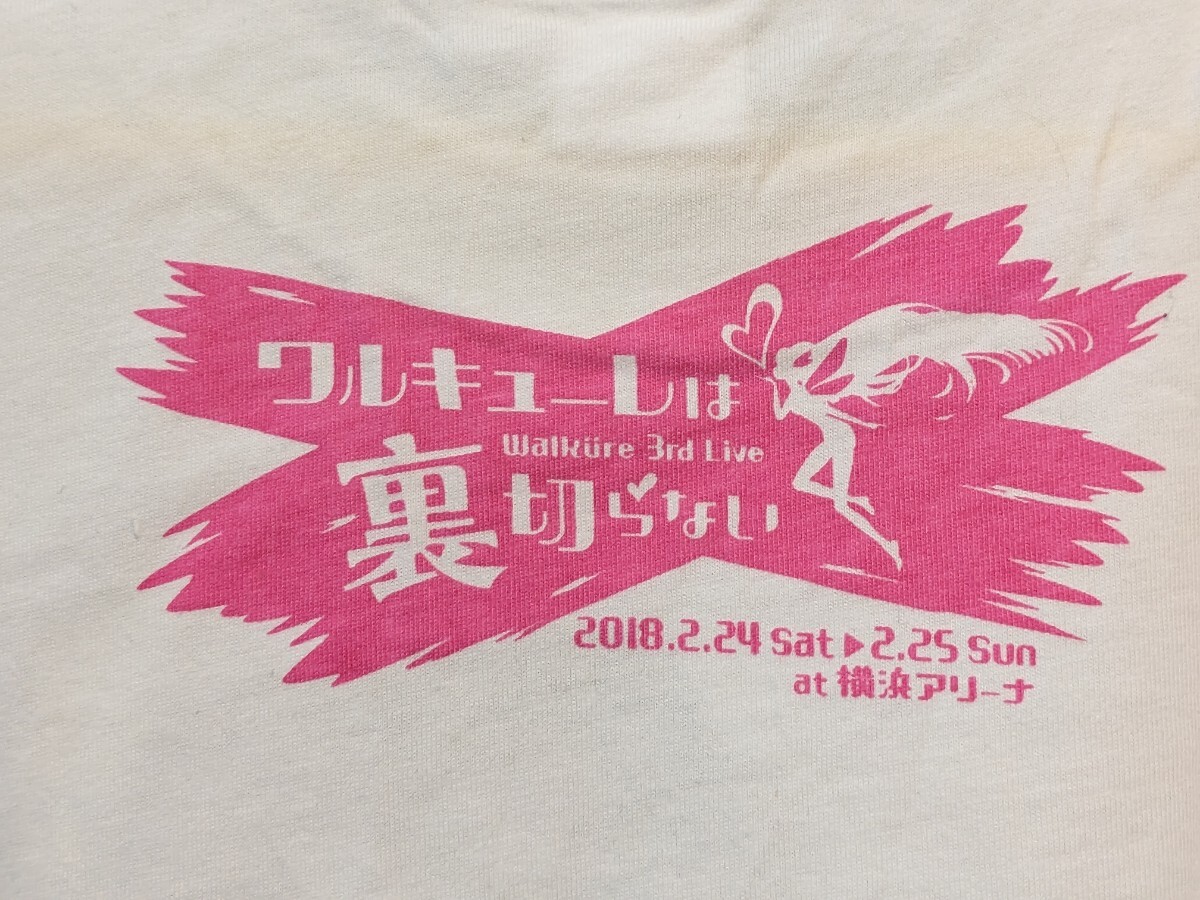 ワルキューレは
Walküre 3rd Live
裏切らない
2018.2.24 Sat▶2.25 Sun
at 横浜アリーナ